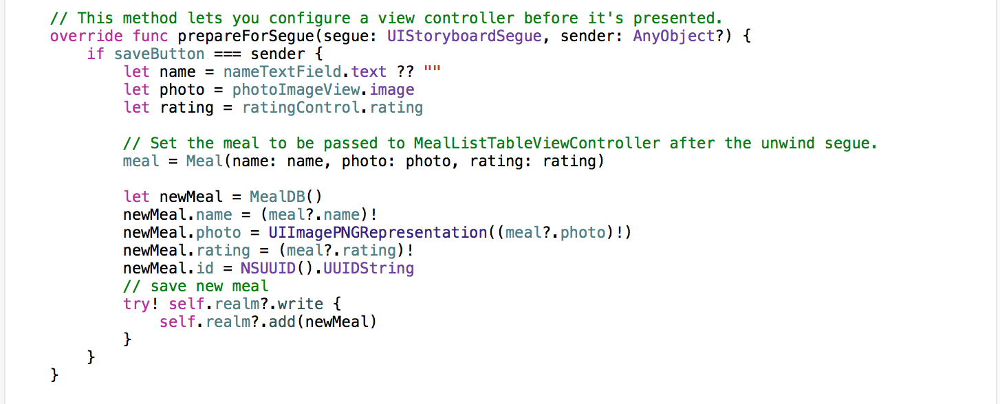 // This method lets you configure a view controller before it's presented.
override func prepareForSegue(segue: UIStoryboardSegue, sender: AnyObject?) {
if saveButton === sender {
let name = nameTextField.text ?? ""
let photo = photoImageView.image
let rating = ratingControl.rating
// Set the meal to be passed to MealListTableViewController after the unwind segue.
meal = Meal(name: name, photo: photo, rating: rating)
let newMeal = MealDB()
newMeal.name = (meal?.name)!
newMeal.photo = UIImagePNGRepresentation((meal?.photo)!)
newMeal.rating = (meal?.rating)!
newMeal.id = NSUUID().UUIDString
// save new meal
try! self.realm?.write {
self.realm?.add(newMeal)
}
}
}